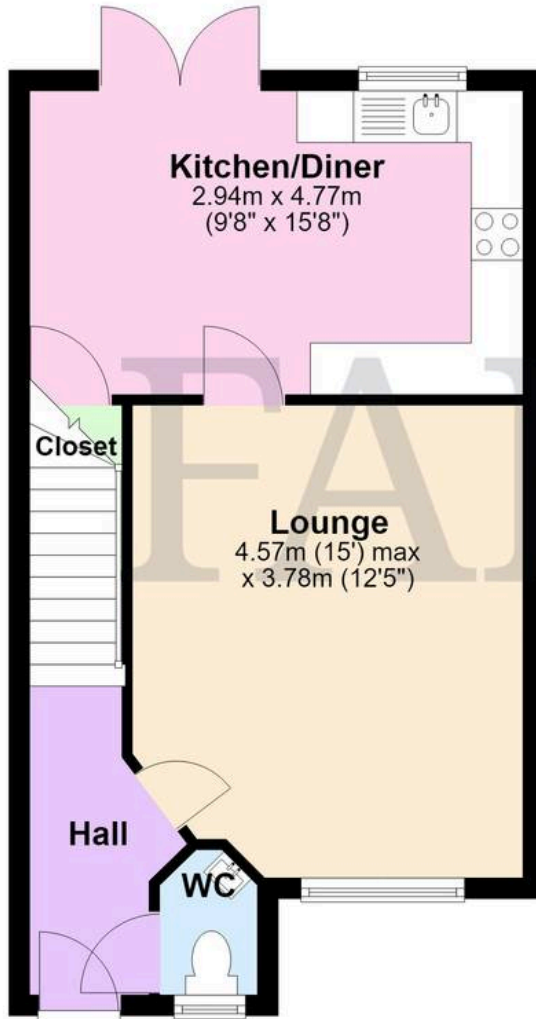 Kitchen/Diner
2.94m x 4.77m
(9'8" x 15'8")
Closet
Lounge
4.57m (15') max
x 3.78m (12'5")
Hall
WC
FA